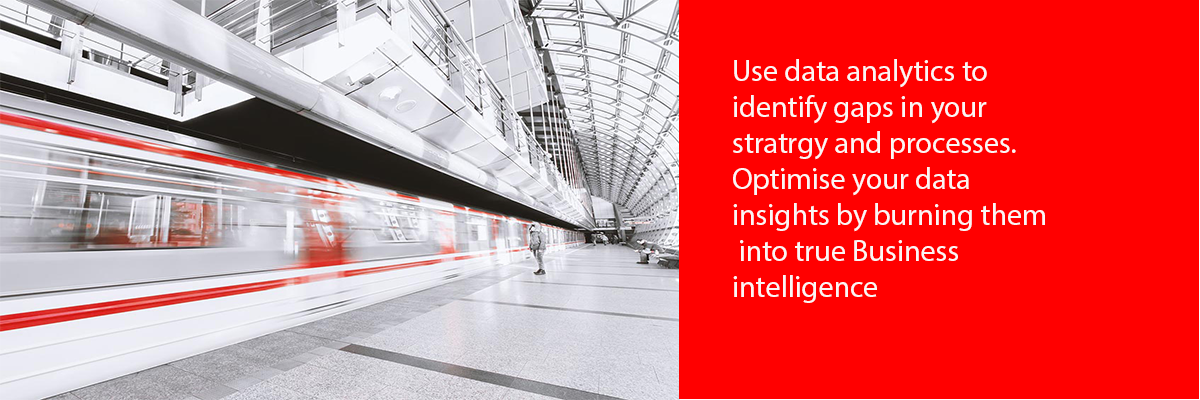 Use data analytics to
identify gaps in your
stratrgy and processes.
Optimise your data
insights by burning them
into true Business
intelligence